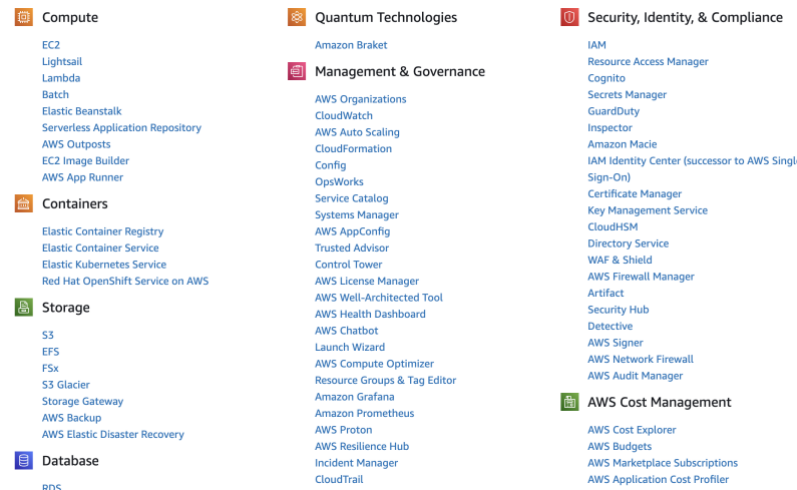 Compute
EC2
Lightsail
Lambda
Batch
Elastic Beanstalk
Serverless Application Repository
AWS Outposts
EC2 Image Builder
AWS App Runner
Containers
Elastic Container Registry
Elastic Container Service
Elastic Kubernetes Service
Red Hat OpenShift Service on AWS
Storage
S3
EFS
FSx
S3 Glacier
Storage Gateway
AWS Backup
AWS Elastic Disaster Recovery
Database
RDS
Quantum Technologies
Amazon Braket
Management & Governance
AWS Organizations
CloudWatch
AWS Auto Scaling
CloudFormation
Config
OpsWorks
Service Catalog
Systems Manager
AWS AppConfig
Trusted Advisor
Control Tower
AWS License Manager
AWS Well-Architected Tool
AWS Health Dashboard
AWS Chatbot
Launch Wizard
AWS Compute Optimizer
Resource Groups & Tag Editor
Amazon Grafana
Amazon Prometheus
AWS Proton
AWS Resilience Hub
Incident Manager
CloudTrail
Security, Identity, & Compliance
IAM
Resource Access Manager
Cognito
Secrets Manager
GuardDuty
Inspector
Amazon Macie
IAM Identity Center (successor to AWS Singl
Sign-On)
Certificate Manager
Key Management Service
CloudHSM
Directory Service
WAF & Shield
AWS Firewall Manager
Artifact
Security Hub
Detective
AWS Signer
AWS Network Firewall
AWS Audit Manager
AWS Cost Management
AWS Cost Explorer
AWS Budgets
AWS Marketplace Subscriptions
AWS Application Cost Profiler